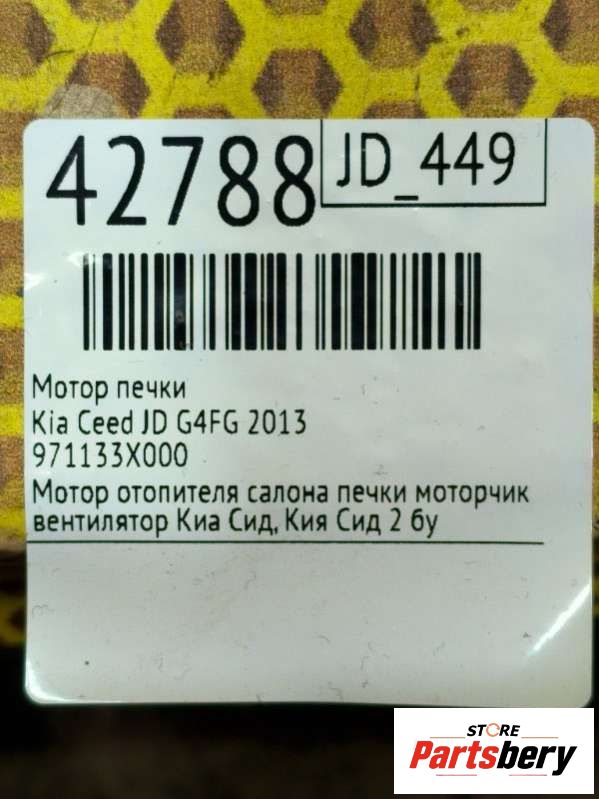 42788
JD_449
Мотор печки
Kia Ceed JD G4FG 2013
971133X000
Мотор отопителя салона печки моторчик
вентилятор Киа Сид, Кия Сид 2 бу
STORE
Partsbery